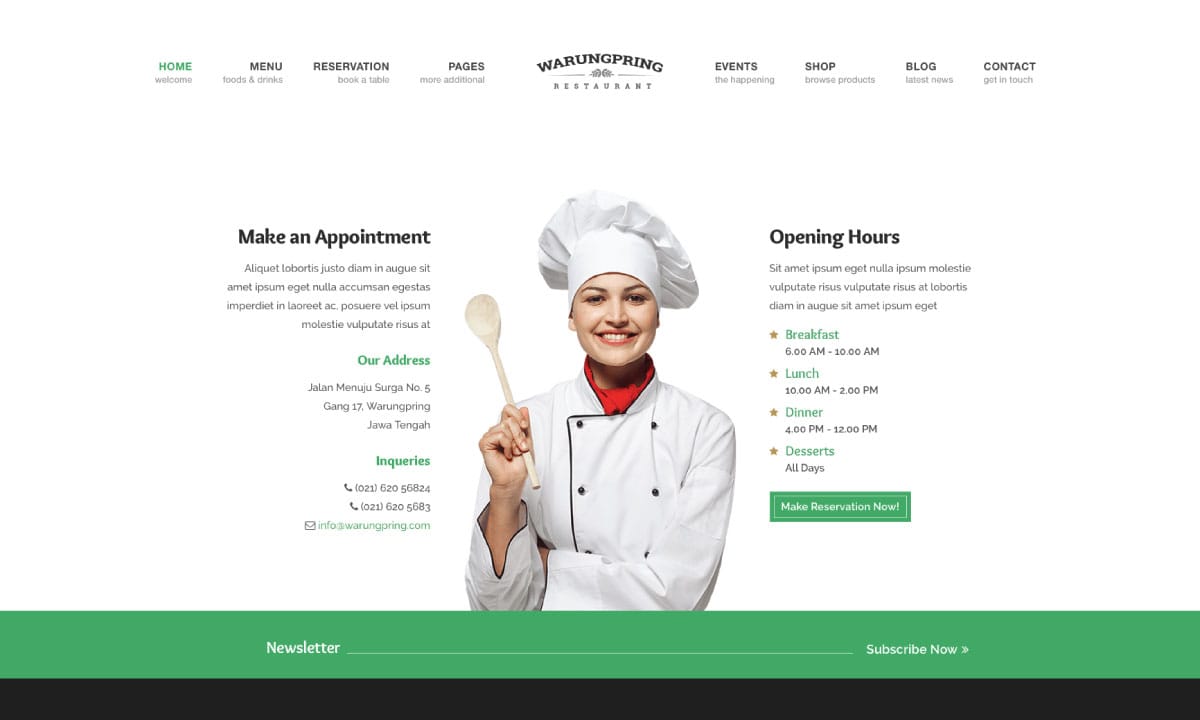 HOME
welcome
MENU
foods & drinks
RESERVATION
book a table
PAGES
more additional
WARUNGPRING
RESTAURANT
EVENTS
the happening
SHOP
browse products
BLOG
latest news
CONTACT
get in touch
Make an Appointment
Aliquet lobortis justo diam in augue sit
amet ipsum eget nulla accumsan egestas
imperdiet in laoreet ac, posuere vel ipsum
molestie vulputate risus at
Our Address
Jalan Menuju Surga No. 5
Gang 17, Warungpring
Jawa Tengah
Inqueries
(021) 620 56824
(021) 620 5683
info@warungpring.com
Opening Hours
Sit amet ipsum eget nulla ipsum molestie
vulputate risus vulputate risus at lobortis
diam in augue sit amet ipsum eget
Breakfast
6.00 AM - 10.00 AM
Lunch
10.00 AM - 2.00 PM
Dinner
4.00 PM - 12.00 PM
Desserts
All Days
Make Reservation Now!
Newsletter
Subscribe Now »